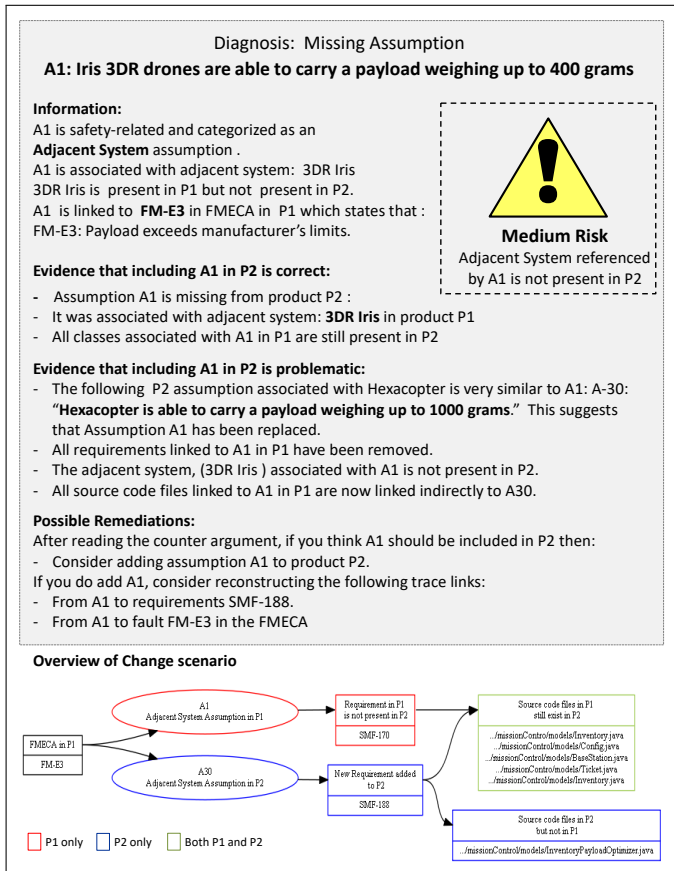 Diagnosis: Missing Assumption
A1: Iris 3DR drones are able to carry a payload weighing up to 400 grams
Information:
A1 is safety-related and categorized as an
Adjacent System assumption .
A1 is associated with adjacent system: 3DR Iris
3DR Iris is present in P1 but not present in P2.
A1 is linked to FM-E3 in FMECA in P1 which states that :
FM-E3: Payload exceeds manufacturer's limits.
!
Medium Risk
Adjacent System referenced
by A1 is not present in P2
Evidence that including A1 in P2 is correct:
- Assumption A1 is missing from product P2 :
- It was associated with adjacent system: 3DR Iris in product P1
- All classes associated with A1 in P1 are still present in P2
Evidence that including A1 in P2 is problematic:
- The following P2 assumption associated with Hexacopter is very similar to A1: A-30:
"Hexacopter is able to carry a payload weighing up to 1000 grams." This suggests
that Assumption A1 has been replaced.
- All requirements linked to A1 in P1 have been removed.
- The adjacent system, (3DR Iris ) associated with A1 is not present in P2.
- All source code files linked to A1 in P1 are now linked indirectly to A30.
Possible Remediations:
After reading the counter argument, if you think A1 should be included in P2 then:
- Consider adding assumption A1 to product P2.
If you do add A1, consider reconstructing the following trace links:
- From A1 to requirements SMF-188.
- From A1 to fault FM-E3 in the FMECA
Overview of Change scenario
FMECA in P1
FM-E3
A1
Adjacent System Assumption in P1
A30
Adjacent System Assumption in P2
Requirement in P1
is not present in P2
SMF-170
New Requirement added
to P2
SMF-188
Source code files in P1
still exist in P2
.../missionControl/models/Inventory.java
.../missionControl/models/Config.java
.../missionControl/models/BaseStation.java
.../missionControl/models/Ticket.java
.../missionControl/models/Inventory.java
Source code files in P2
but not in P1
.../missionControl/models/InventoryPayloadOptimizer.java
P1 only
P2 only
Both P1 and P2